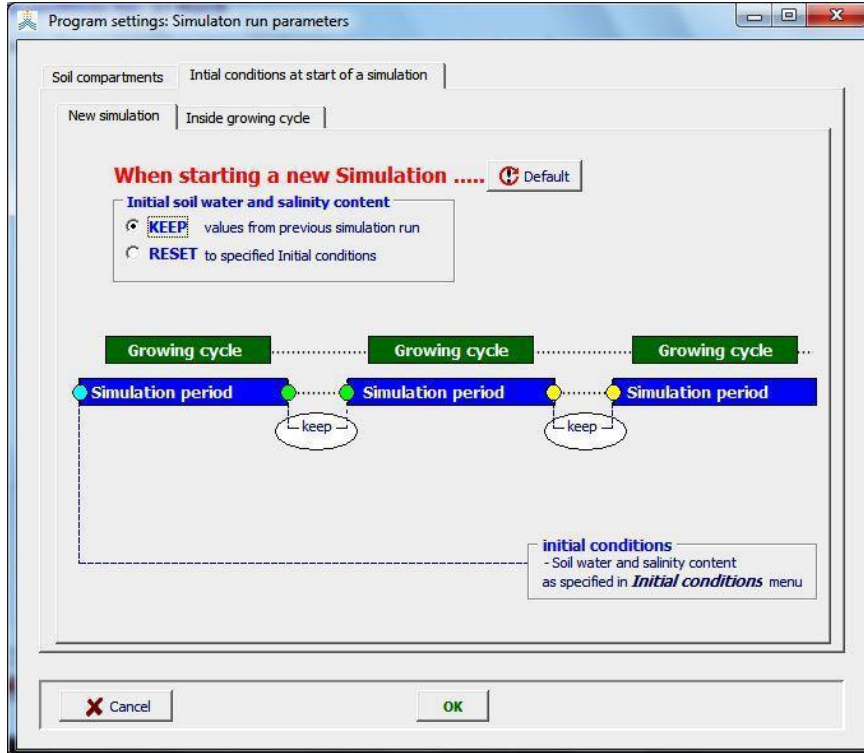 Program settings: Simulaton run parameters
Soil compartments
Intial conditions at start of a simulation
New simulation
Inside growing cycle
When starting a new Simulation .....
Default
Initial soil water and salinity content
KEEP values from previous simulation run
RESET to specified Initial conditions
Growing cycle
Growing cycle
Growing cycle
Simulation period
Simulation period
Simulation period
keep
keep
initial conditions
- Soil water and salinity content
as specified in Initial conditions menu
Cancel
OK